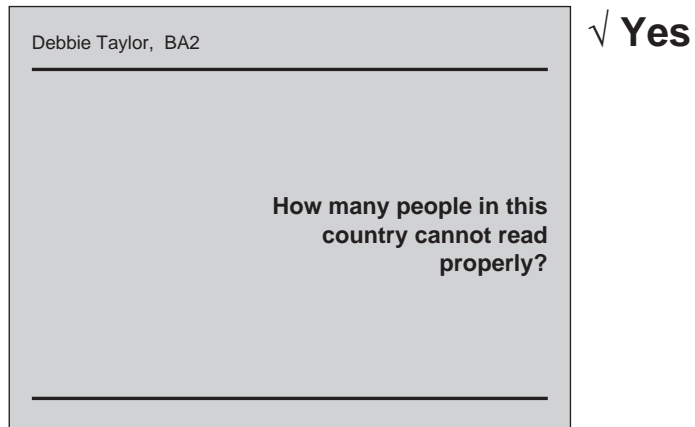 Debbie Taylor, BA2
√ Yes
How many people in this
country cannot read
properly?